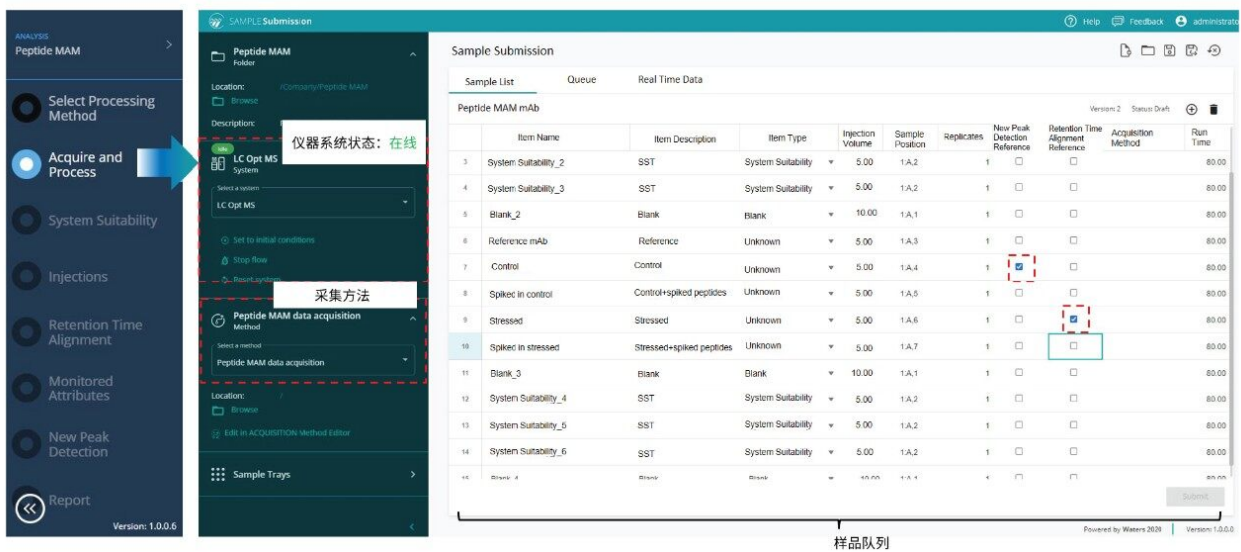 ANALYSIS
Peptide MAM
Select Processing
Method
Acquire and
Process
System Suitability
Injections
Retention Time
Alignment
Monitored
Attributes
New Peak
Detection
Report
Version: 1.0.0.6
SAMPLE Submission
Help Feedback administrato
Peptide MAM
Folder
Location: /Company/Peptide MAM
Browse
Description:
仪器系统状态：在线
Idle
LC Opt MS
System
Select a system
LC Opt MS
Set to initial conditions
Stop flow
Reset system
采集方法
Peptide MAM data acquisition
Method
Select a method
Peptide MAM data acquisition
Location: /
Browse
Edit in ACQUISITION Method Editor
Sample Trays
Sample Submission
Sample List Queue Real Time Data
Peptide MAM mAb Version: 2 Status: Draft
Item Name Item Description Item Type Injection Volume Sample Position Replicates New Peak Detection Reference Retention Time Alignment Reference Acquisition Method Run Time
3 System Suitability_2 SST System Suitability 5.00 1:A,2 1 80.00
4 System Suitability_3 SST System Suitability 5.00 1:A,2 1 80.00
5 Blank_2 Blank Blank 10.00 1:A,1 1 80.00
6 Reference mAb Reference Unknown 5.00 1:A,3 1 80.00
7 Control Control Unknown 5.00 1:A,4 1 80.00
8 Spiked in control Control+spiked peptides Unknown 5.00 1:A,5 1 80.00
9 Stressed Stressed Unknown 5.00 1:A,6 1 80.00
10 Spiked in stressed Stressed+spiked peptides Unknown 5.00 1:A,7 1 80.00
11 Blank_3 Blank Blank 10.00 1:A,1 1 80.00
12 System Suitability_4 SST System Suitability 5.00 1:A,2 1 80.00
13 System Suitability_5 SST System Suitability 5.00 1:A,2 1 80.00
14 System Suitability_6 SST System Suitability 5.00 1:A,2 1 80.00
15 Blank_4 Blank Blank 10.00 1:A,1 1 80.00
Submit
Powered by Waters 2020 Version: 1.0.0.0
样品队列